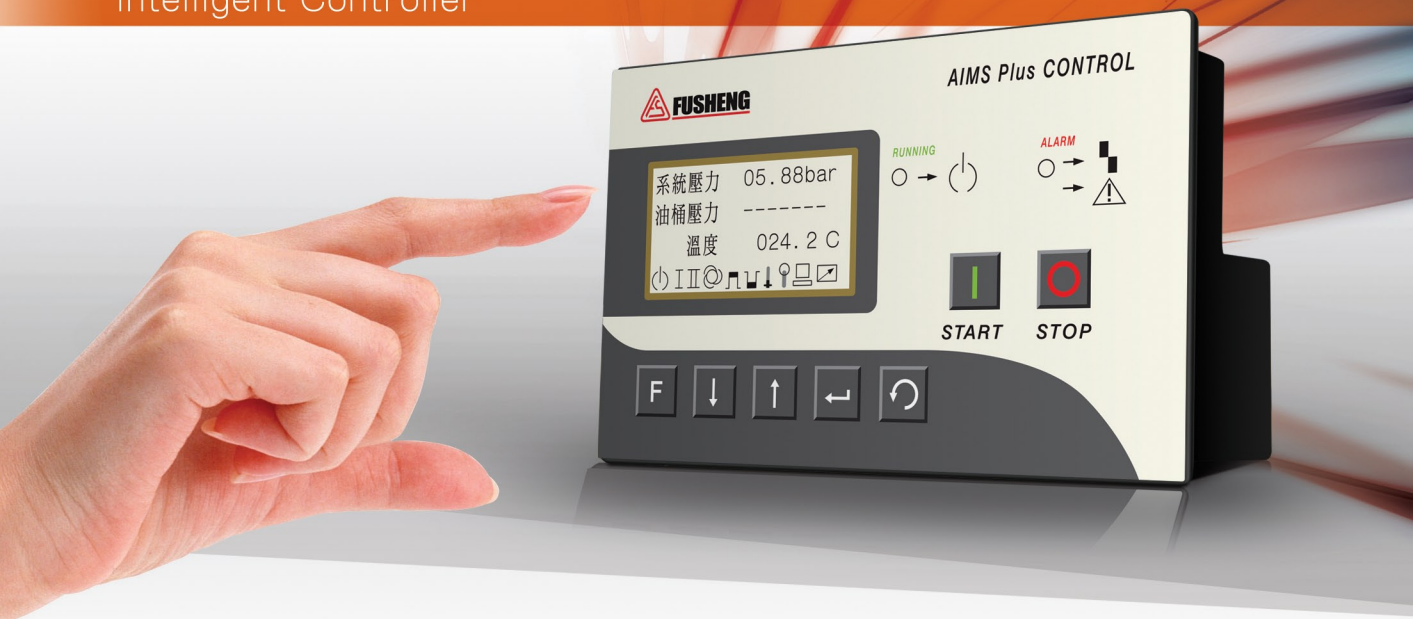 Intelligent Controller
FUSHENG
AIMS Plus CONTROL
系統壓力 05.88bar
油桶壓力 -------
溫度 024.2 C
RUNNING
ALARM
START
STOP
F